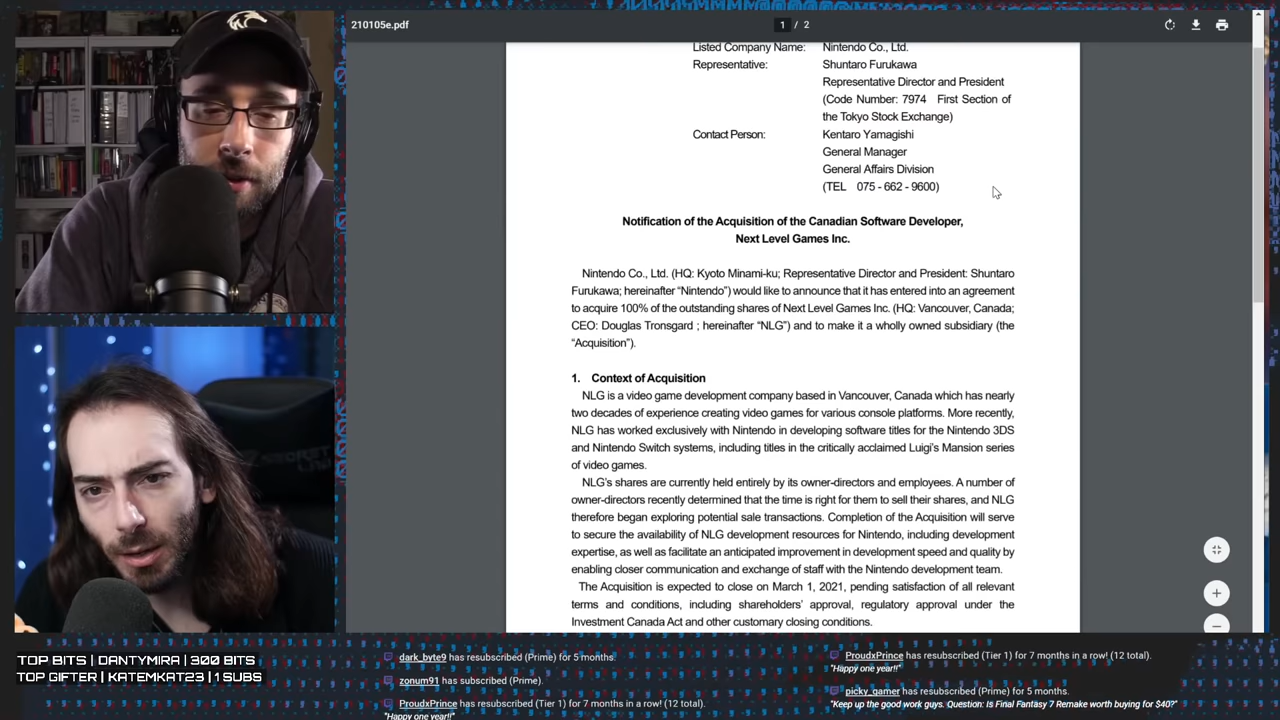 210105e.pdf
1 / 2
Listed Company Name: Nintendo Co., Ltd.
Representative: Shuntaro Furukawa
Representative Director and President
(Code Number: 7974 First Section of
the Tokyo Stock Exchange)
Contact Person: Kentaro Yamagishi
General Manager
General Affairs Division
(TEL 075 - 662 - 9600)
Notification of the Acquisition of the Canadian Software Developer,
Next Level Games Inc.
Nintendo Co., Ltd. (HQ: Kyoto Minami-ku; Representative Director and President: Shuntaro
Furukawa; hereinafter “Nintendo”) would like to announce that it has entered into an agreement
to acquire 100% of the outstanding shares of Next Level Games Inc. (HQ: Vancouver, Canada;
CEO: Douglas Tronsgard ; hereinafter “NLG”) and to make it a wholly owned subsidiary (the
“Acquisition”).
1. Context of Acquisition
NLG is a video game development company based in Vancouver, Canada which has nearly
two decades of experience creating video games for various console platforms. More recently,
NLG has worked exclusively with Nintendo in developing software titles for the Nintendo 3DS
and Nintendo Switch systems, including titles in the critically acclaimed Luigi's Mansion series
of video games.
NLG's shares are currently held entirely by its owner-directors and employees. A number of
owner-directors recently determined that the time is right for them to sell their shares, and NLG
therefore began exploring potential sale transactions. Completion of the Acquisition will serve
to secure the availability of NLG development resources for Nintendo, including development
expertise, as well as facilitate an anticipated improvement in development speed and quality by
enabling closer communication and exchange of staff with the Nintendo development team.
The Acquisition is expected to close on March 1, 2021, pending satisfaction of all relevant
terms and conditions, including shareholders' approval, regulatory approval under the
Investment Canada Act and other customary closing conditions.
TOP BITS | DANTYMIRA | 300 BITS
TOP GIFTER | KATEMKAT23 | 1 SUBS
dark_byte9 has resubscribed (Prime) for 5 months.
zonum91 has subscribed (Prime).
ProudxPrince has resubscribed (Tier 1) for 7 months in a row! (12 total).
"Happy one year!!"
ProudxPrince has resubscribed (Tier 1) for 7 months in a row! (12 total).
"Happy one year!!"
picky_gamer has resubscribed (Prime) for 5 months.
"Keep up the good work guys. Question: Is Final Fantasy 7 Remake worth buying for $40?"